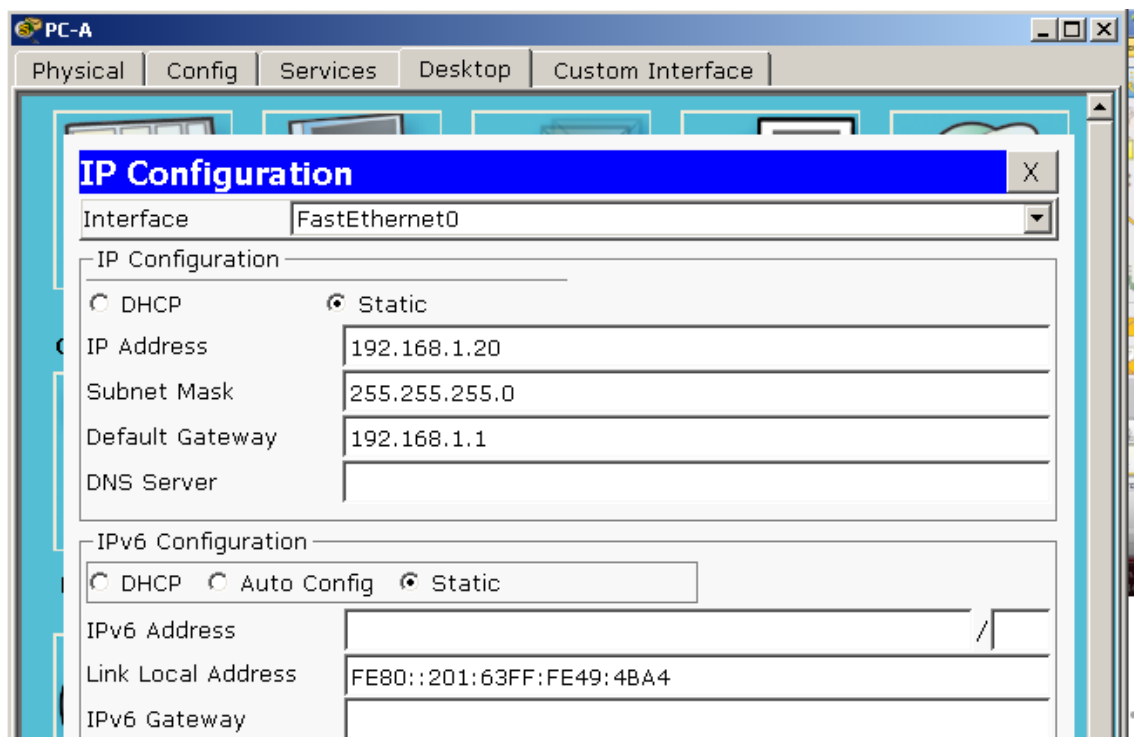 PC-A
Physical Config Services Desktop Custom Interface
IP Configuration X
Interface FastEthernet0
IP Configuration
DHCP Static
IP Address 192.168.1.20
Subnet Mask 255.255.255.0
Default Gateway 192.168.1.1
DNS Server
IPv6 Configuration
DHCP Auto Config Static
IPv6 Address /
Link Local Address FE80::201:63FF:FE49:4BA4
IPv6 Gateway